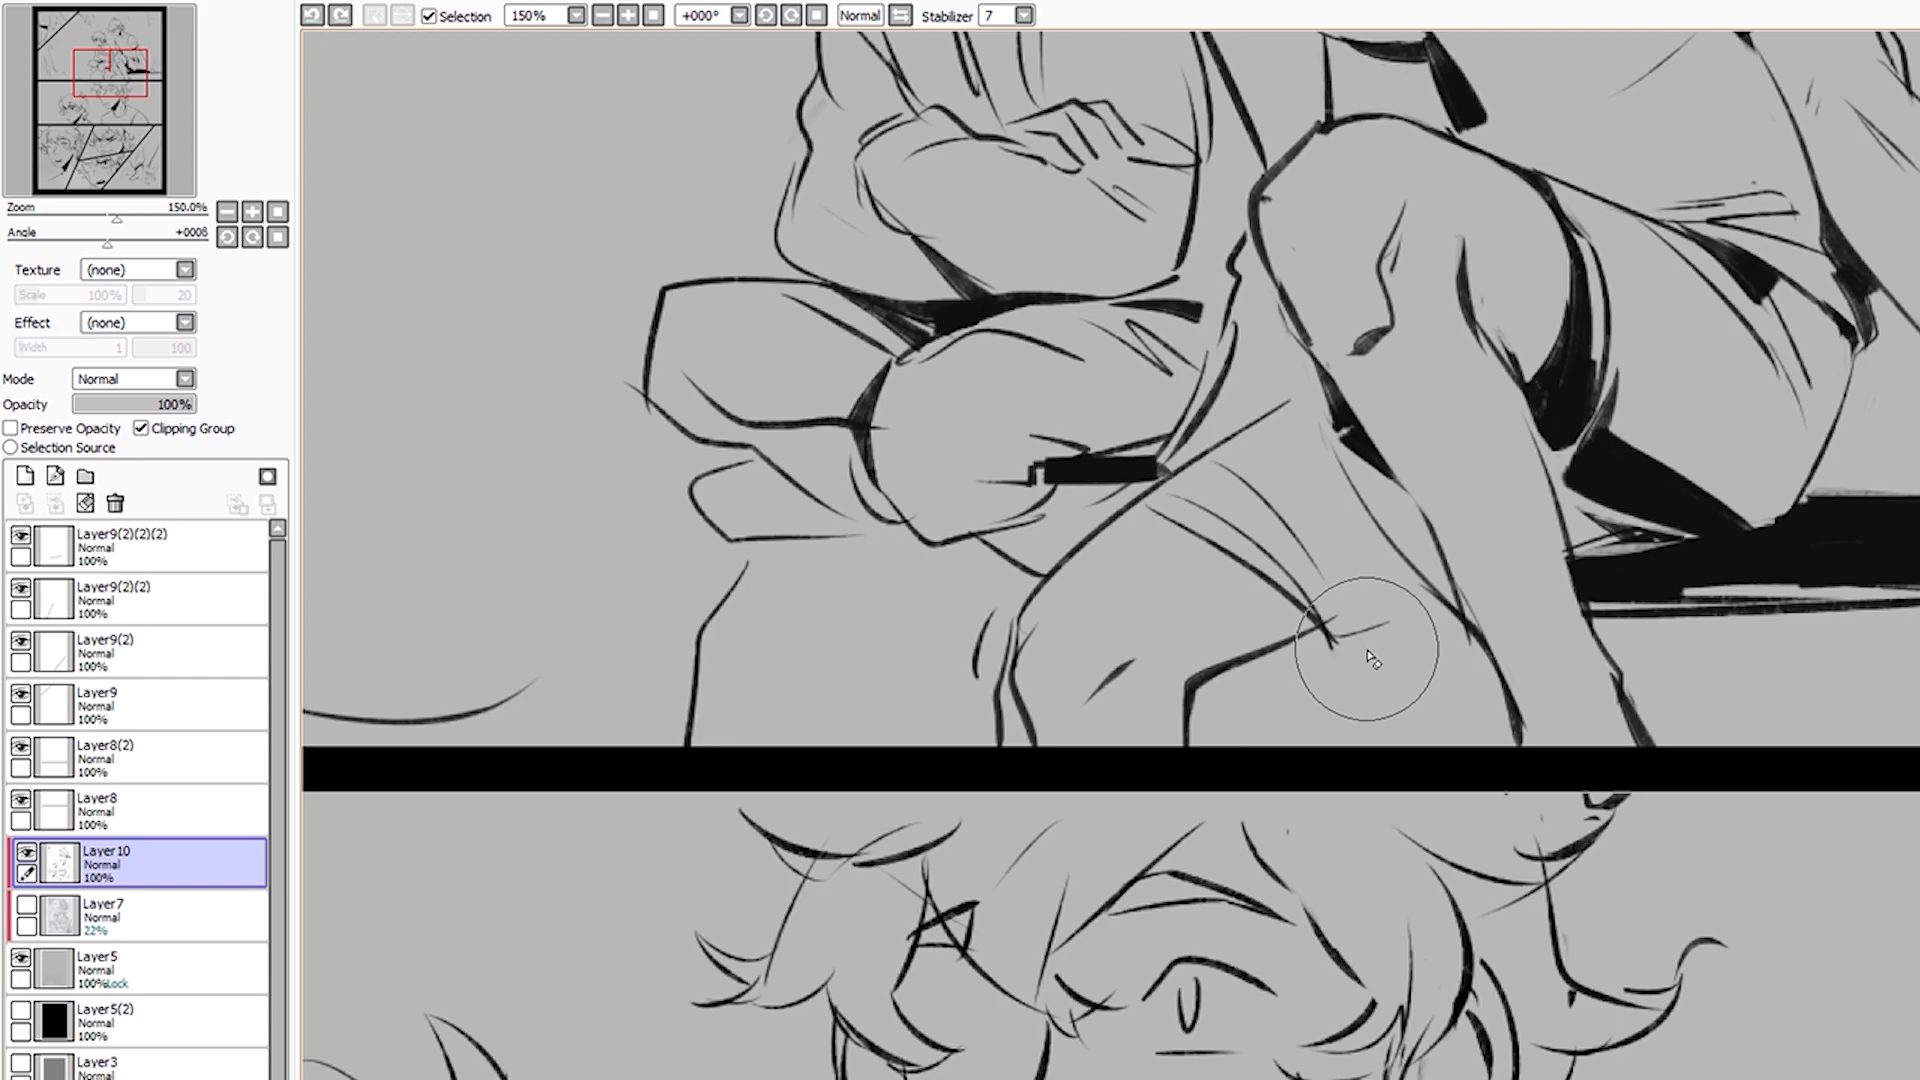 Selection 150% +000° Normal Stabilizer 7
Zoom 150.0%
Angle +0008
Texture (none)
Scale 100% 20
Effect (none)
Width 1 100
Mode Normal
Opacity 100%
Preserve Opacity Clipping Group
Selection Source
Layer9(2)(2)(2)
Normal
100%
Layer9(2)(2)
Normal
100%
Layer9(2)
Normal
100%
Layer9
Normal
100%
Layer8(2)
Normal
100%
Layer8
Normal
100%
Layer10
Normal
100%
Layer7
Normal
22%
Layer5
Normal
100%Lock
Layer5(2)
Normal
100%
Layer3
Normal